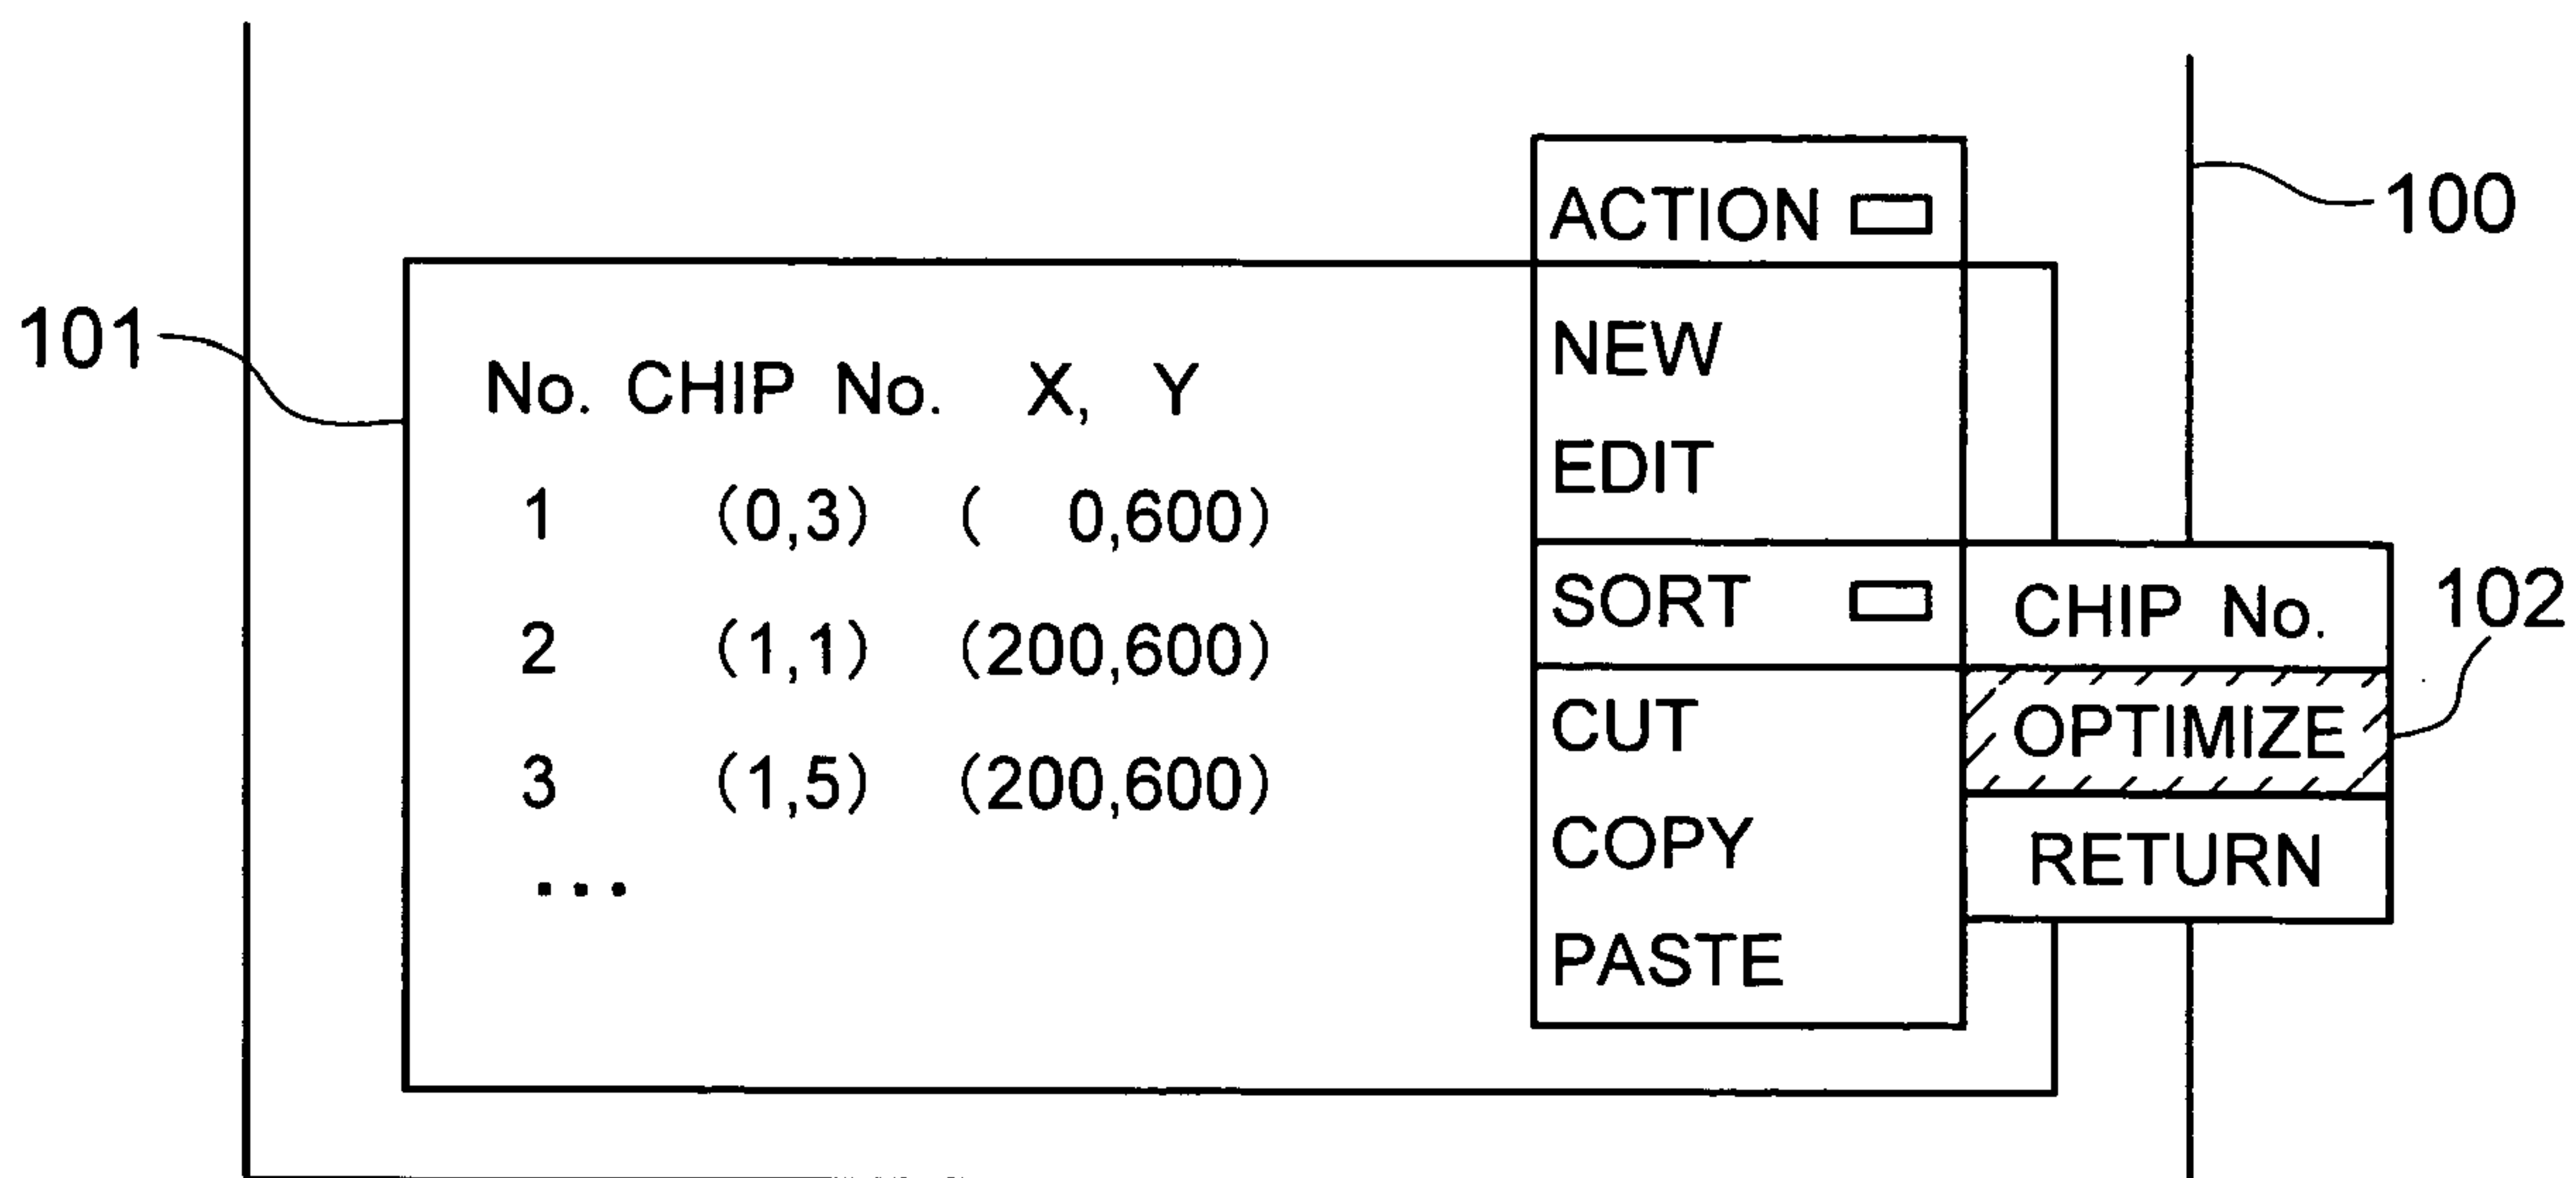 100
101
102
No. CHIP No. X, Y
1 (0,3) ( 0,600)
2 (1,1) (200,600)
3 (1,5) (200,600)
...
ACTION
NEW
EDIT
SORT
CUT
COPY
PASTE
CHIP No.
OPTIMIZE
RETURN